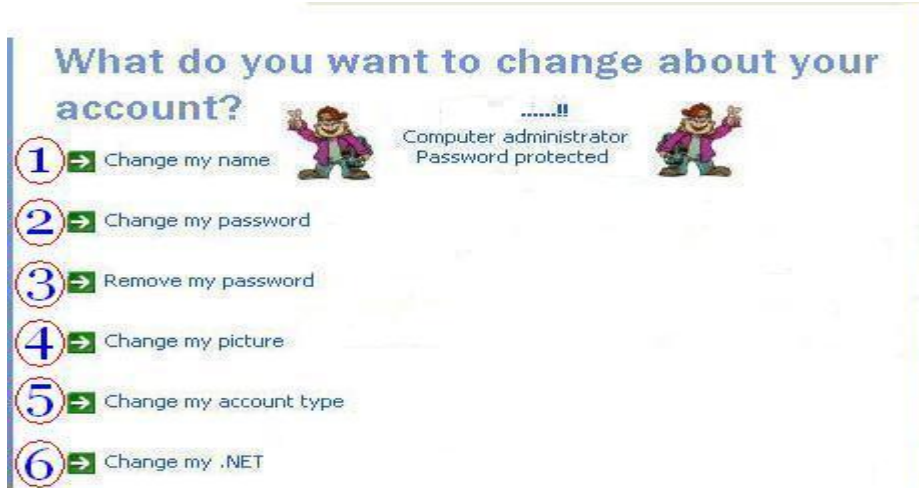 What do you want to change about your
account?
......!!
Computer administrator
Password protected
1 Change my name
2 Change my password
3 Remove my password
4 Change my picture
5 Change my account type
6 Change my .NET